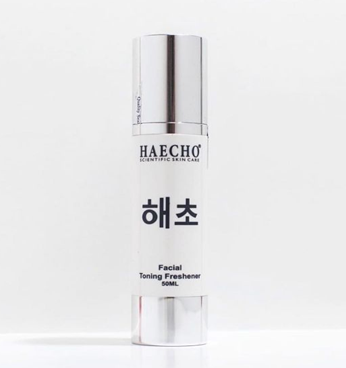 HAECHO®
SCIENTIFIC SKIN CARE
해초
Facial
Toning Freshener
50ML